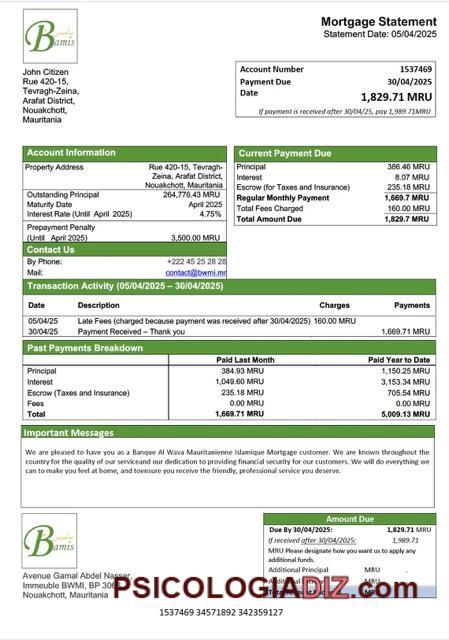 Bamis
Mortgage Statement
Statement Date: 05/04/2025
John Citizen
Rue 420-15,
Tevragh-Zeina,
Arafat District,
Nouakchott,
Mauritania
Account Number 1537469
Payment Due 30/04/2025
Date 1,829.71 MRU
If payment is received after 30/04/25, pay 1,989.71MRU
Account Information
Property Address Rue 420-15, Tevragh-
Zeina, Arafat District,
Nouakchott, Mauritania
Outstanding Principal 264,776.43 MRU
Maturity Date April 2025
Interest Rate (Until April 2025) 4.75%
Prepayment Penalty
(Until April 2025) 3,500.00 MRU
Contact Us
By Phone: +222 45 25 28 28
Mail: contact@bwmi.mr
Current Payment Due
Principal 386.46 MRU
Interest 8.07 MRU
Escrow (for Taxes and Insurance) 235.18 MRU
Regular Monthly Payment 1,669.7 MRU
Total Fees Charged 160.00 MRU
Total Amount Due 1,829.7 MRU
Transaction Activity (05/04/2025 – 30/04/2025)
Date Description Charges Payments
05/04/25 Late Fees (charged because payment was received after 30/04/2025) 160.00 MRU
30/04/25 Payment Received – Thank you 1,669.71 MRU
Past Payments Breakdown
Paid Last Month Paid Year to Date
Principal 384.93 MRU 1,150.25 MRU
Interest 1,049.60 MRU 3,153.34 MRU
Escrow (Taxes and Insurance) 235.18 MRU 705.54 MRU
Fees 0.00 MRU 0.00 MRU
Total 1,669.71 MRU 5,009.13 MRU
Important Messages
We are pleased to have you as a Banque Al Wava Mauritanienne Islamique Mortgage customer. We are known throughout the
country for the quality of our serviceand our dedication to providing financial security for our customers. We will do everything we
can to make you feel at home, and toensure you receive the friendly, professional service you deserve.
Bamis
Avenue Gamal Abdel Nasser,
Immeuble BWMI, BP 306
Nouakchott, Mauritania
Amount Due
Due By 30/04/2025: 1,829.71 MRU
If received after 30/04/2025: 1,989.71
MRU Please designate how you want us to apply any
additional funds.
Additional Principal MRU
Additional MRU
PSICOLOGIADIZ.com
1537469 34571892 342359127